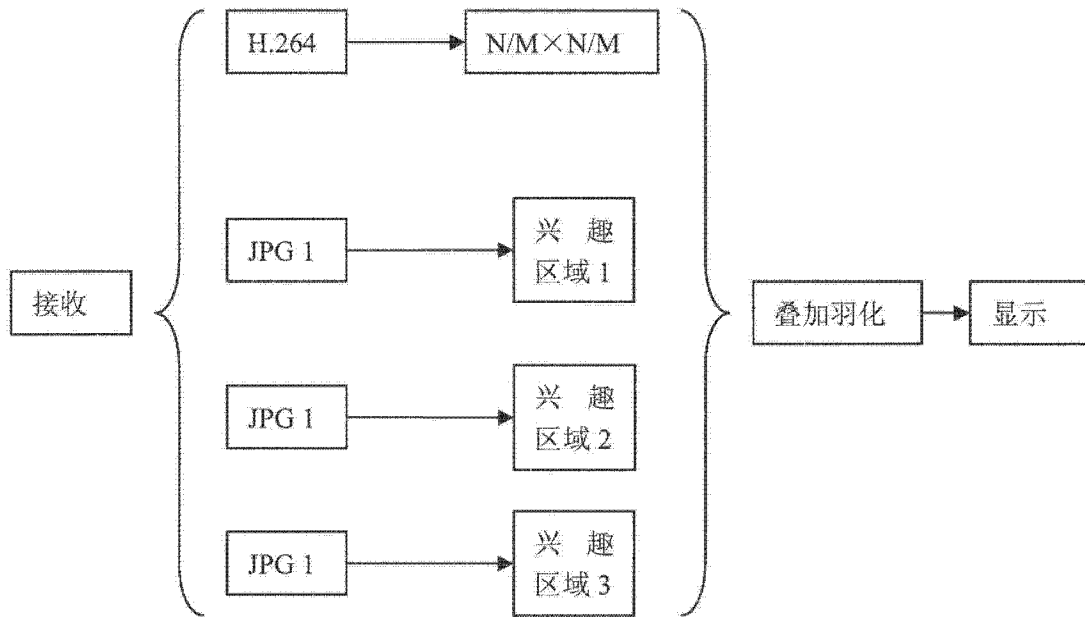 H.264
N/M×N/M
JPG 1
兴 趣
区域 1
接收
叠加羽化
显示
JPG 1
兴 趣
区域 2
JPG 1
兴 趣
区域 3